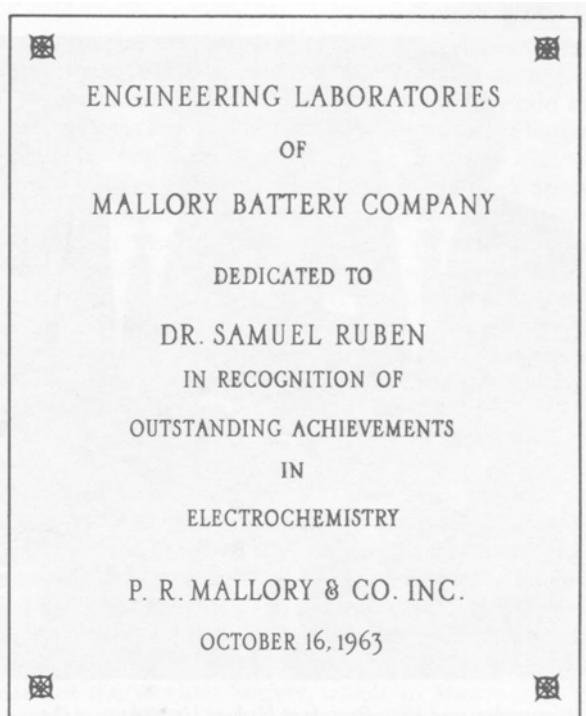 ENGINEERING LABORATORIES
OF
MALLORY BATTERY COMPANY
DEDICATED TO
DR. SAMUEL RUBEN
IN RECOGNITION OF
OUTSTANDING ACHIEVEMENTS
IN
ELECTROCHEMISTRY
P. R. MALLORY & CO. INC.
OCTOBER 16, 1963